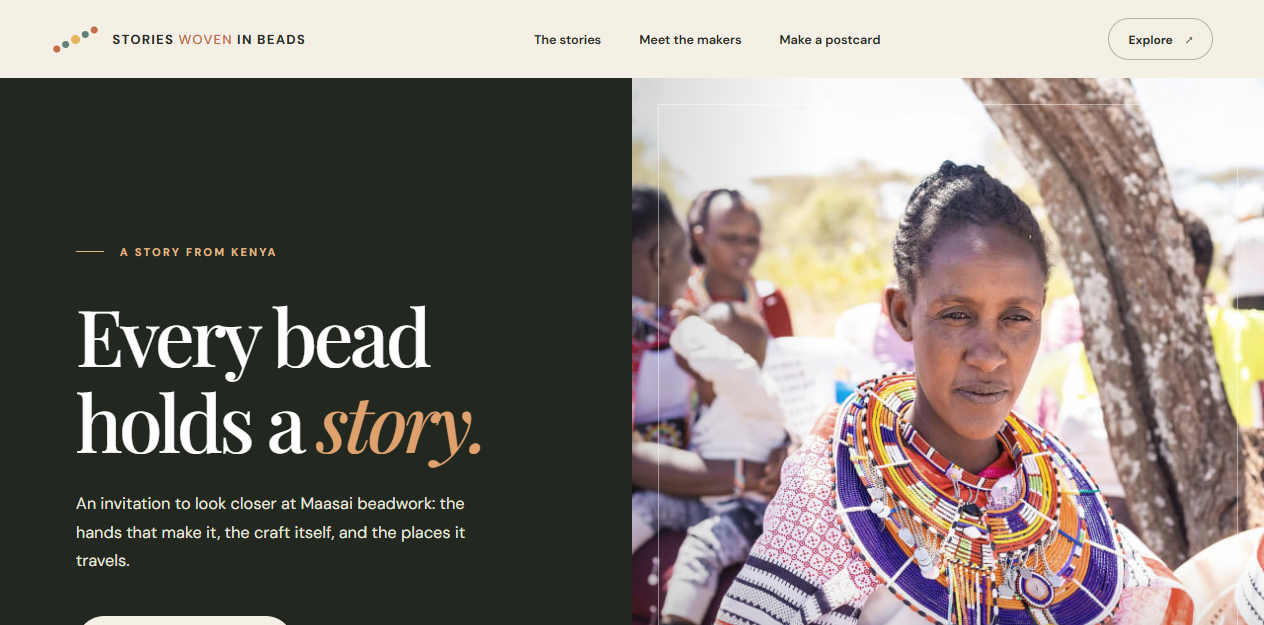 STORIES WOVEN IN BEADS
The stories
Meet the makers
Make a postcard
Explore ↗
A STORY FROM KENYA
Every bead
holds a story.
An invitation to look closer at Maasai beadwork: the
hands that make it, the craft itself, and the places it
travels.